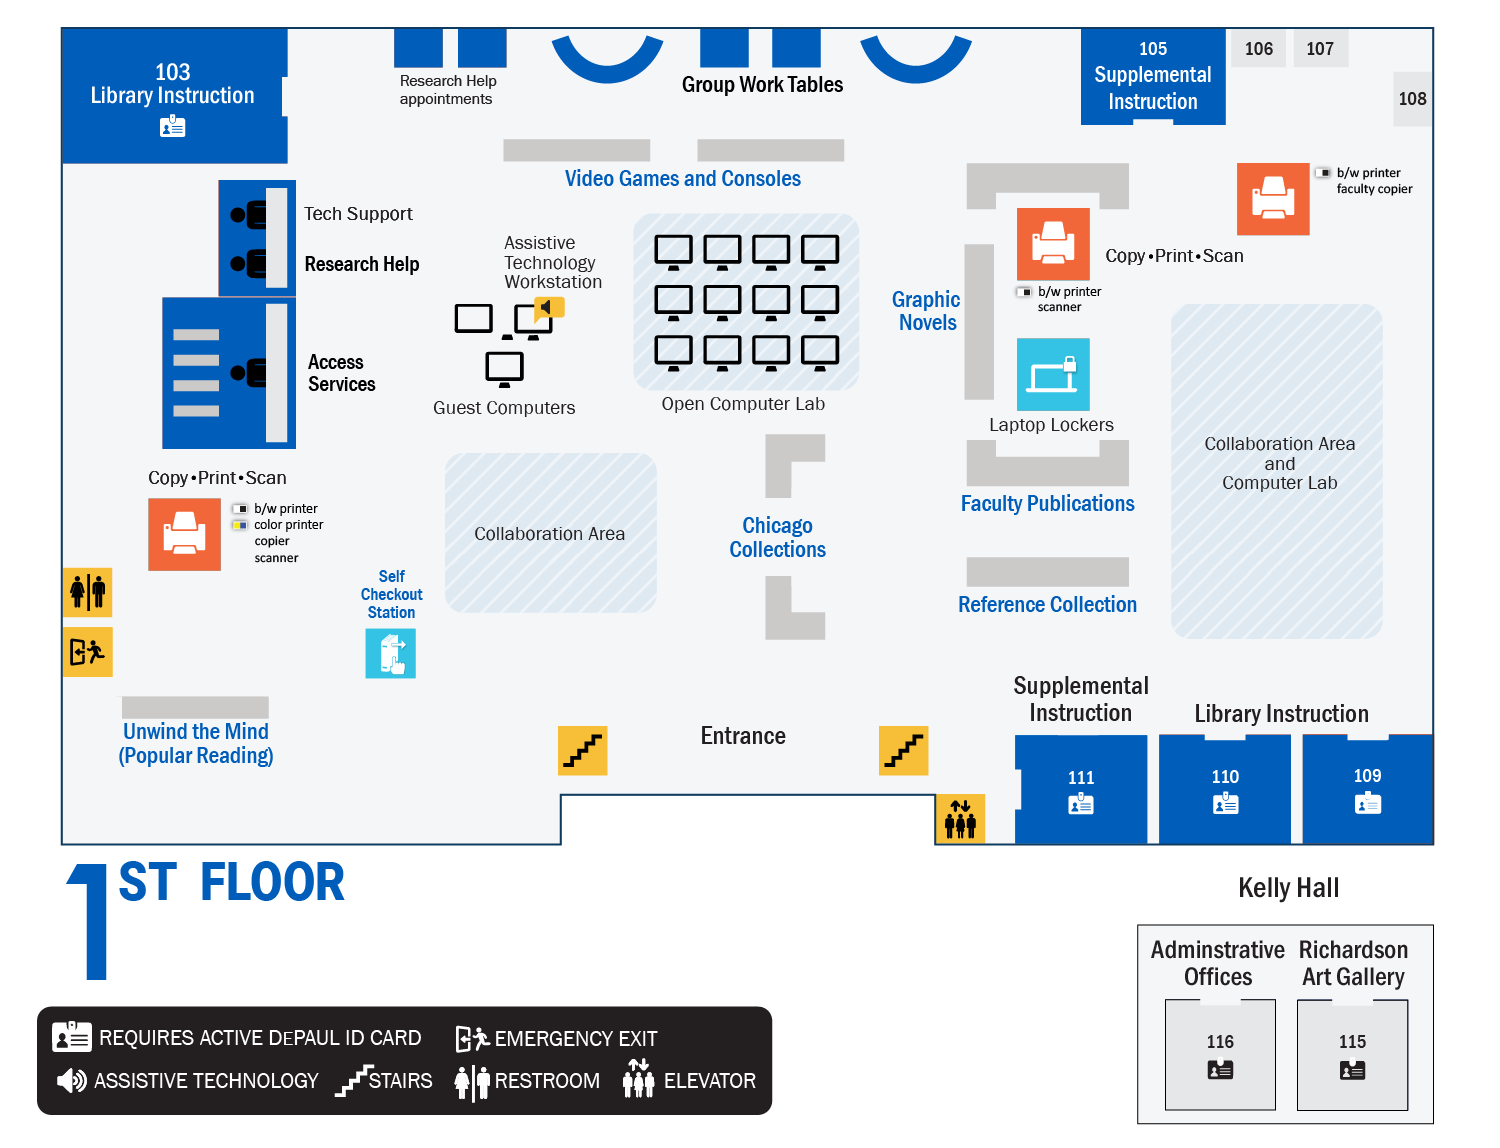 103
Library Instruction
Research Help
appointments
Group Work Tables
105
Supplemental
Instruction
106
107
108
Video Games and Consoles
b/w printer
faculty copier
Tech Support
Research Help
Assistive
Technology
Workstation
Copy•Print•Scan
b/w printer
scanner
Graphic
Novels
Access
Services
Guest Computers
Open Computer Lab
Laptop Lockers
Collaboration Area
and
Computer Lab
Copy•Print•Scan
b/w printer
color printer
copier
scanner
Collaboration Area
Chicago
Collections
Faculty Publications
Self
Checkout
Station
Reference Collection
Unwind the Mind
(Popular Reading)
Entrance
Supplemental
Instruction
Library Instruction
111
110
109
1ST FLOOR
Kelly Hall
Adminstrative
Offices
Richardson
Art Gallery
116
115
REQUIRES ACTIVE DEPAUL ID CARD
EMERGENCY EXIT
ASSISTIVE TECHNOLOGY
STAIRS
RESTROOM
ELEVATOR